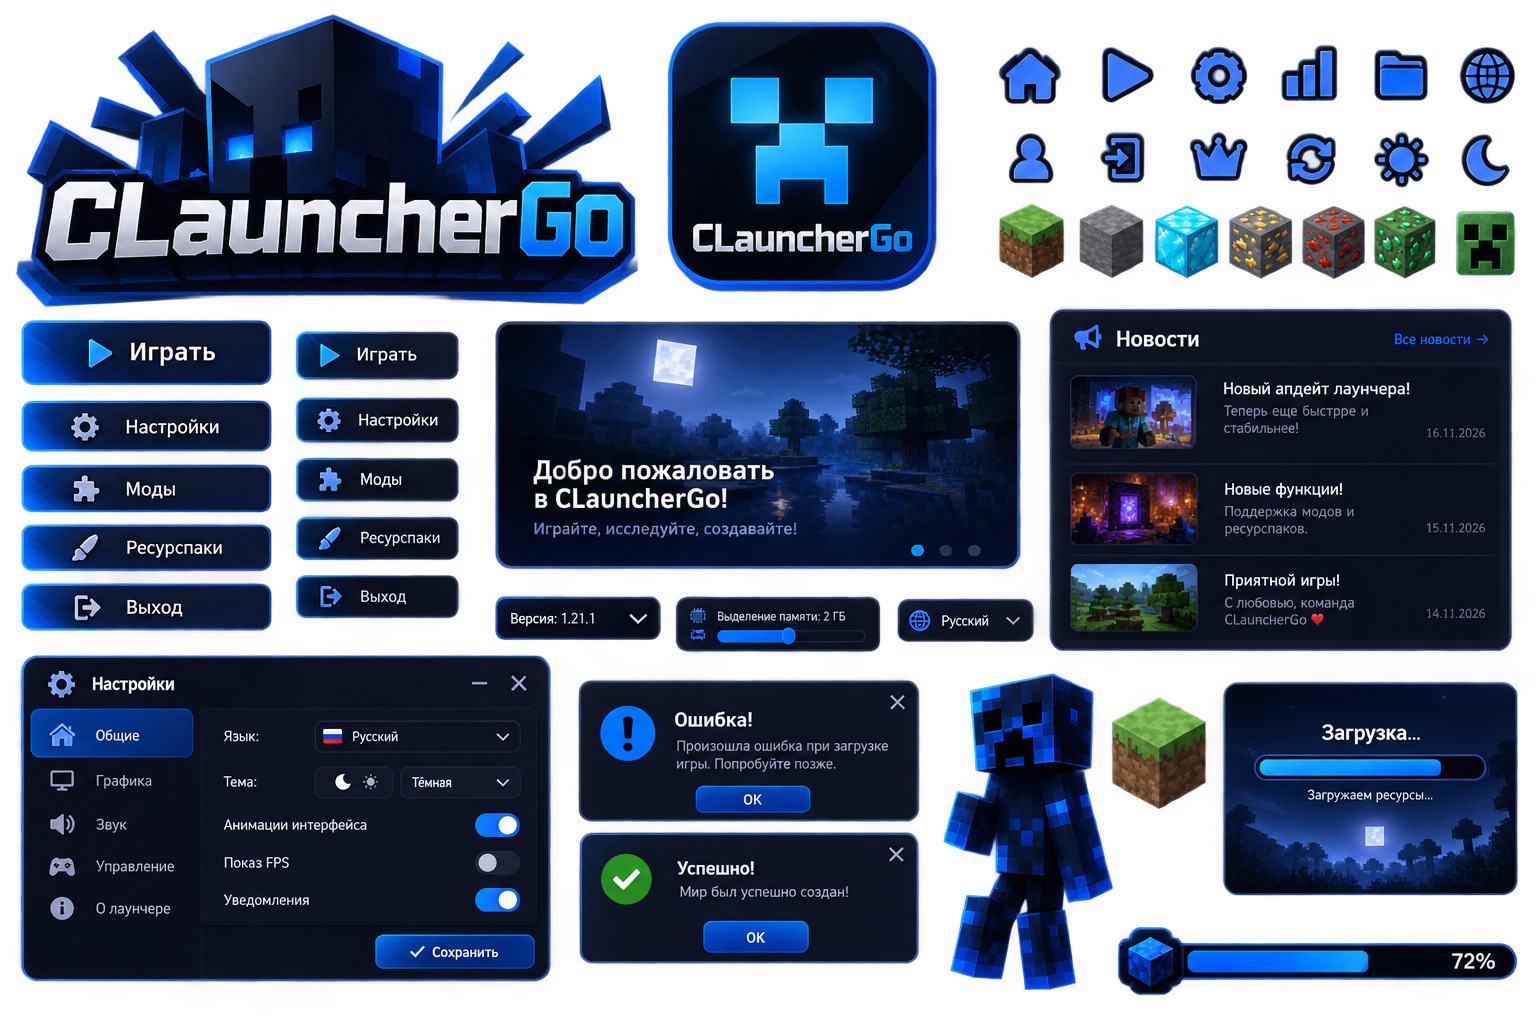 CLauncherGo
CLauncherGo
Играть
Настройки
Моды
Ресурспаки
Выход
Играть
Настройки
Моды
Ресурспаки
Выход
Добро пожаловать
в CLauncherGo!
Играйте, исследуйте, создавайте!
Версия: 1.21.1
Выделение памяти: 2 ГБ
Русский
Новости
Все новости →
Новый апдейт лаунчера!
Теперь еще быстрре и
стабильнее!
16.11.2026
Новые функции!
Поддержка модов и
ресурспаков.
15.11.2026
Приятной игры!
С любовью, команда
CLauncherGo ❤️
14.11.2026
Настройки
Общие
Графика
Звук
Управление
О лаунчере
Язык:
Русский
Тема:
Тёмная
Анимации интерфейса
Показ FPS
Уведомления
Сохранить
Ошибка!
Произошла ошибка при загрузке
игры. Попробуйте позже.
ОК
Успешно!
Мир был успешно создан!
ОК
Загрузка...
Загружаем ресурсы...
72%